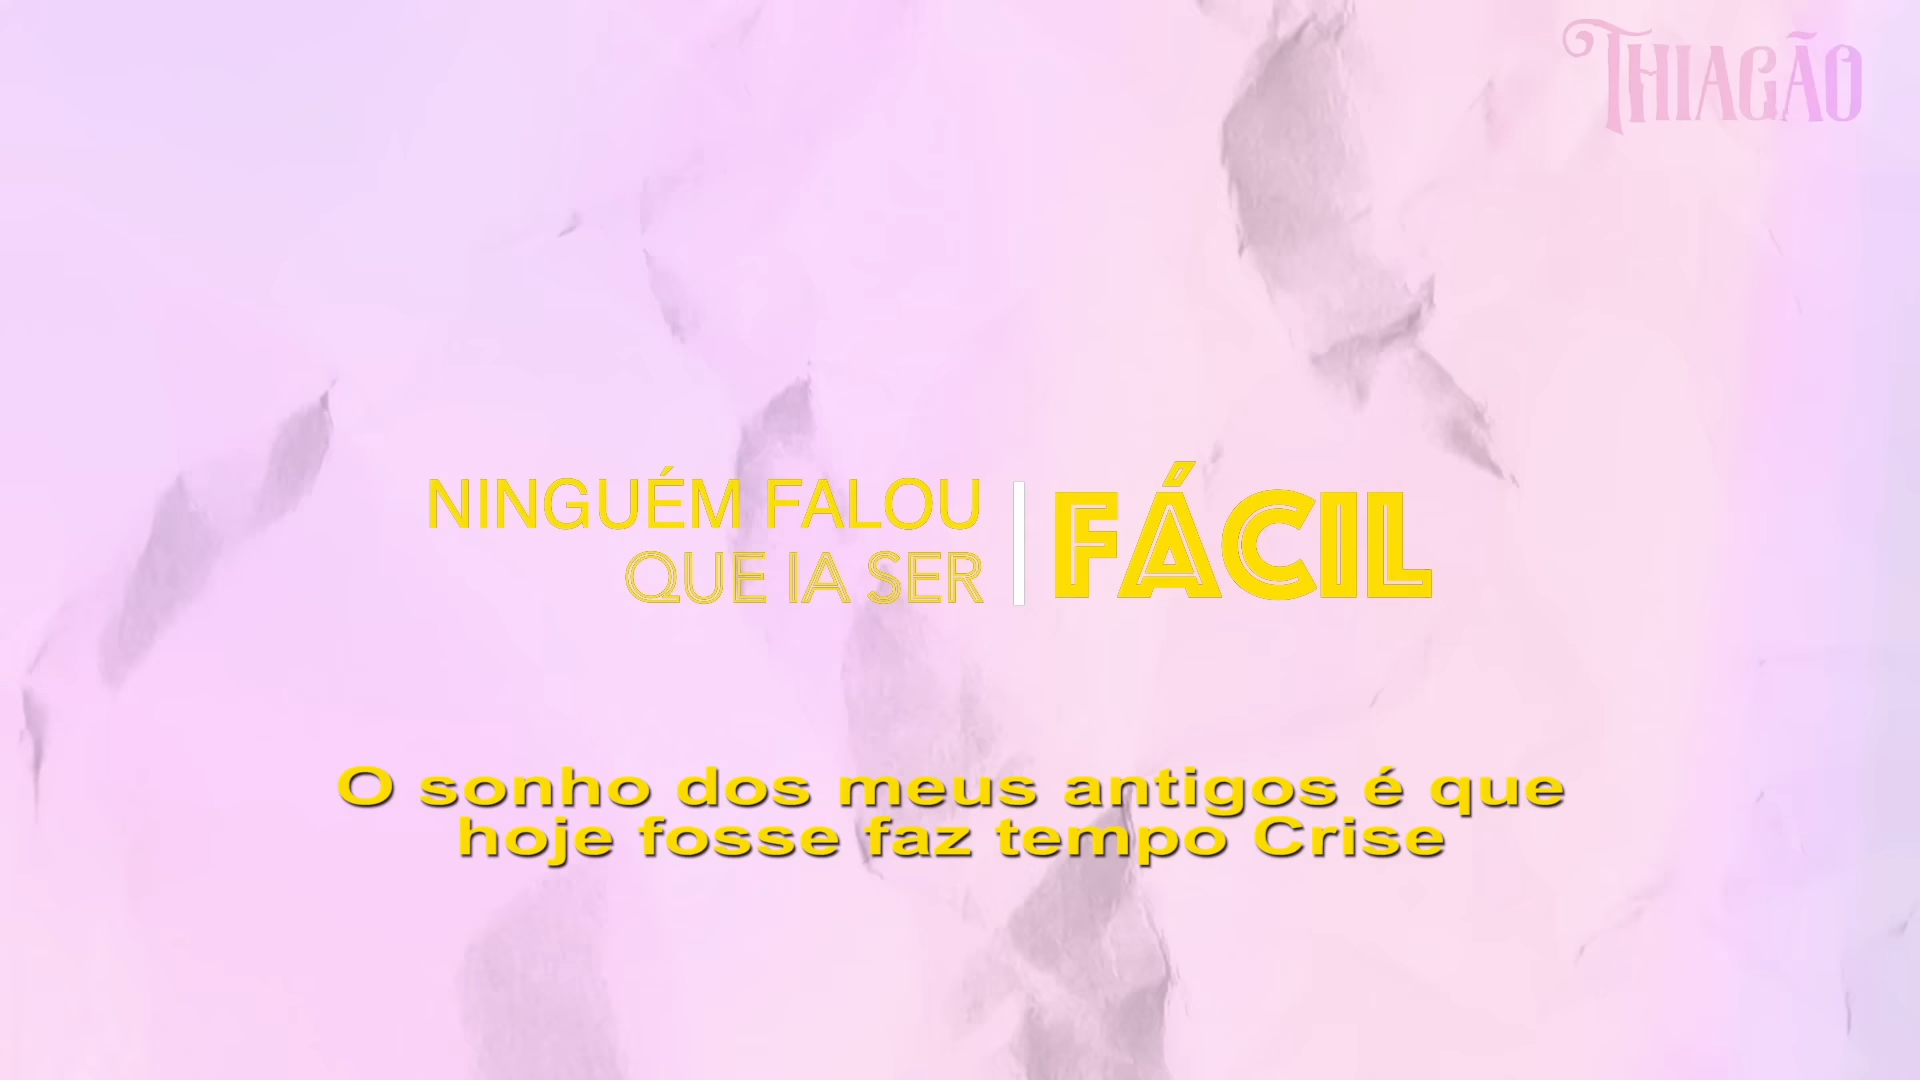 THIAGÃO
NINGUÉM FALOU
QUE IA SER
FÁCIL
O sonho dos meus antigos é que
hoje fosse faz tempo Crise